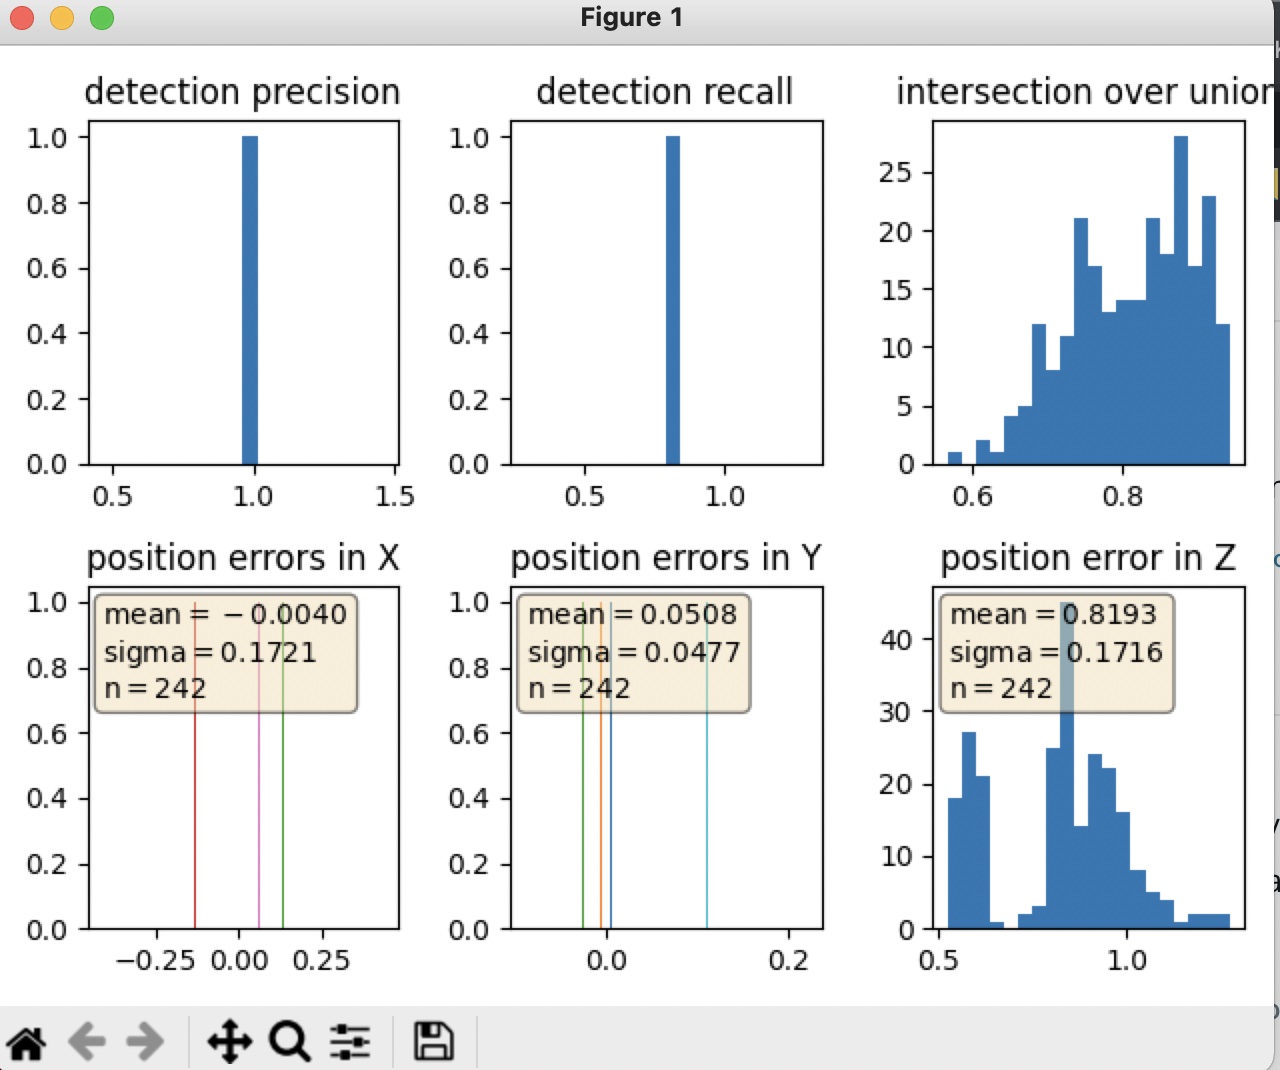 Figure 1
detection precision
detection recall
intersection over union
1.0
0.8
0.6
0.4
0.2
0.0
0.5 1.0 1.5
1.0
0.8
0.6
0.4
0.2
0.0
0.5 1.0
25
20
15
10
5
0
0.6 0.8
position errors in X
position errors in Y
position error in Z
1.0
0.8
0.6
0.4
0.2
0.0
mean = −0.0040
sigma = 0.1721
n = 242
−0.25 0.00 0.25
1.0
0.8
0.6
0.4
0.2
0.0
mean = 0.0508
sigma = 0.0477
n = 242
0.0 0.2
40
30
20
10
0
mean = 0.8193
sigma = 0.1716
n = 242
0.5 1.0